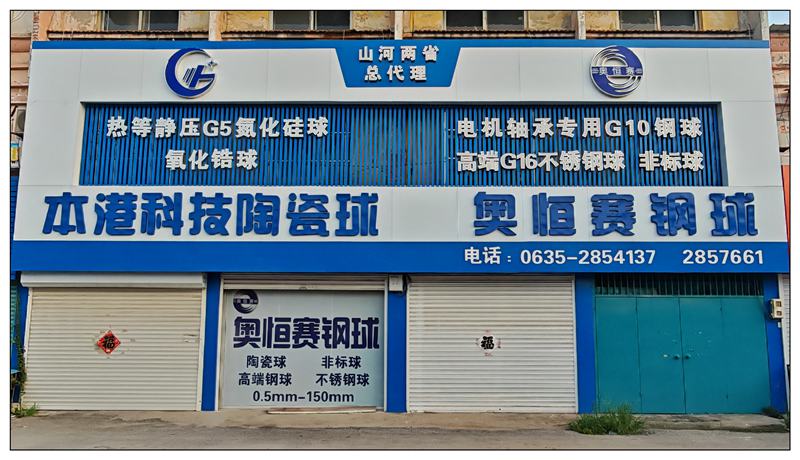 山河两省
总代理
奥恒赛
热等静压G5氮化硅球
氧化锆球
电机轴承专用G10钢球
高端G16不锈钢球 非标球
本港科技陶瓷球 奥恒赛钢球
电话：0635-2854137 2857661
奥恒赛钢球
陶瓷球 非标球
高端钢球 不锈钢球
0.5mm-150mm
福
福